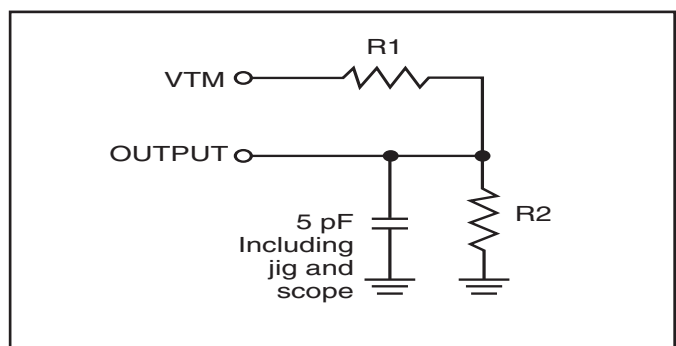 R1
VTM
OUTPUT
5 pF
Including
jig and
scope
R2